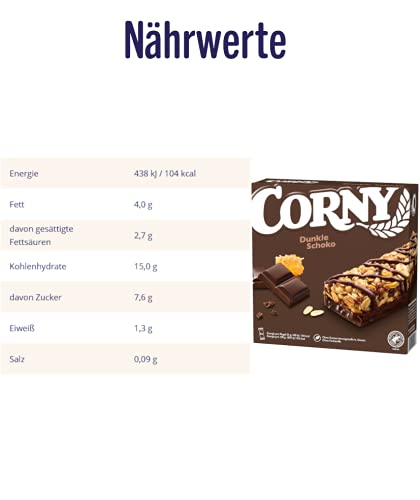 Nährwerte
Energie 438 kJ / 104 kcal
Fett 4,0 g
davon gesättigte
Fettsäuren 2,7 g
Kohlenhydrate 15,0 g
davon Zucker 7,6 g
Eiweiß 1,3 g
Salz 0,09 g
CORNY
Dunkle
Schoko